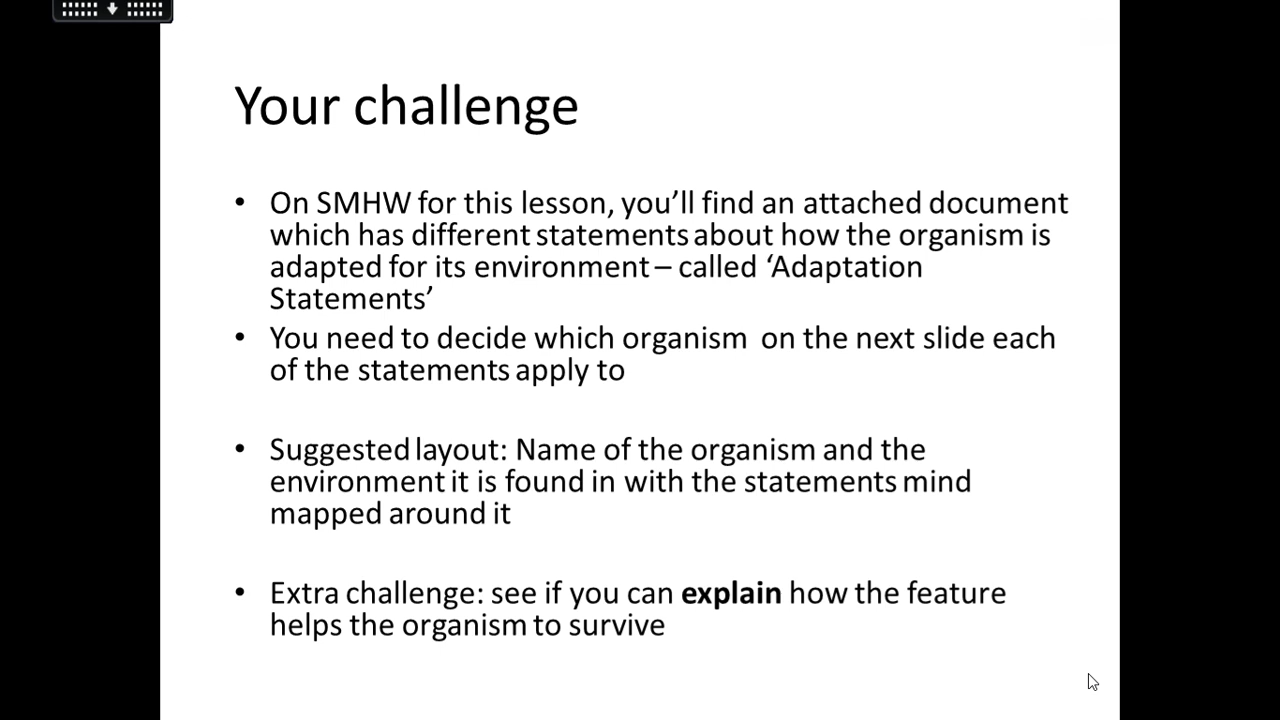 Your challenge
• On SMHW for this lesson, you’ll find an attached document
which has different statements about how the organism is
adapted for its environment – called ‘Adaptation
Statements’
• You need to decide which organism on the next slide each
of the statements apply to
• Suggested layout: Name of the organism and the
environment it is found in with the statements mind
mapped around it
• Extra challenge: see if you can explain how the feature
helps the organism to survive